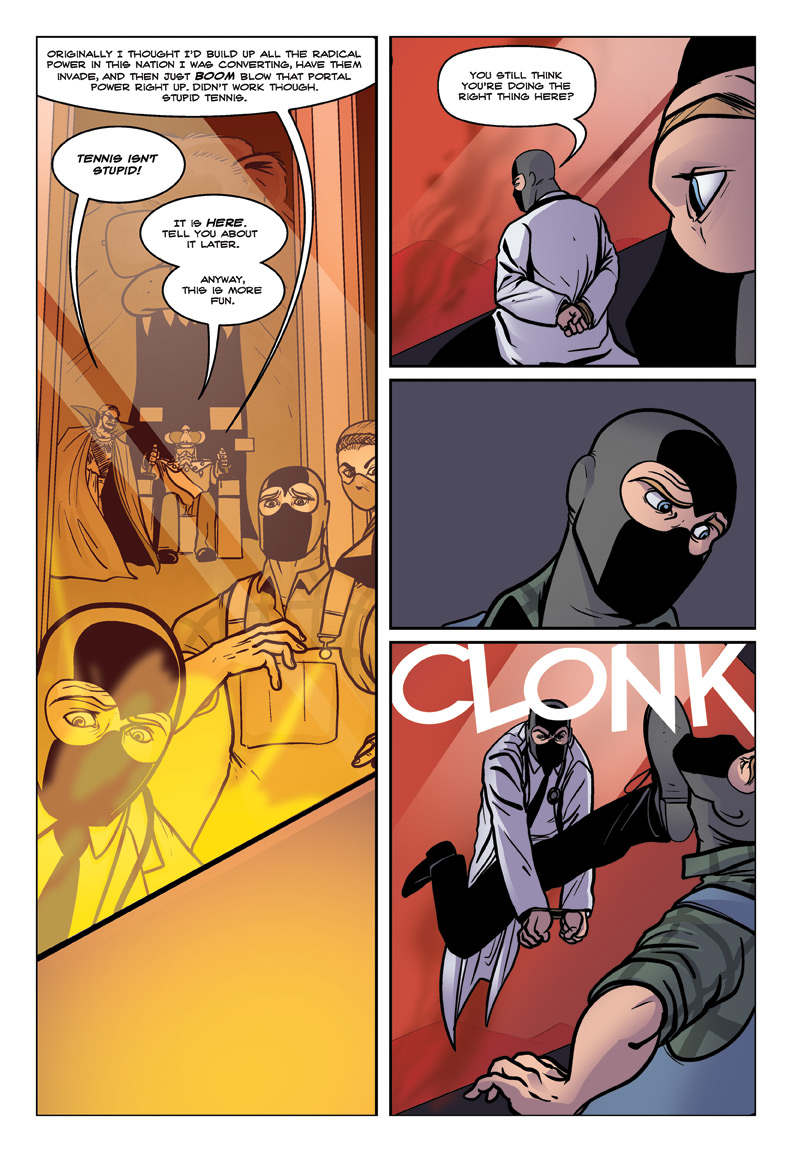 ORIGINALLY I THOUGHT I'D BUILD UP ALL THE RADICAL
POWER IN THIS NATION I WAS CONVERTING, HAVE THEM
INVADE, AND THEN JUST BOOM BLOW THAT PORTAL
POWER RIGHT UP. DIDN'T WORK THOUGH.
STUPID TENNIS.
TENNIS ISN'T
STUPID!
IT IS HERE.
TELL YOU ABOUT
IT LATER.
ANYWAY,
THIS IS MORE
FUN.
YOU STILL THINK
YOU'RE DOING THE
RIGHT THING HERE?
CLONK